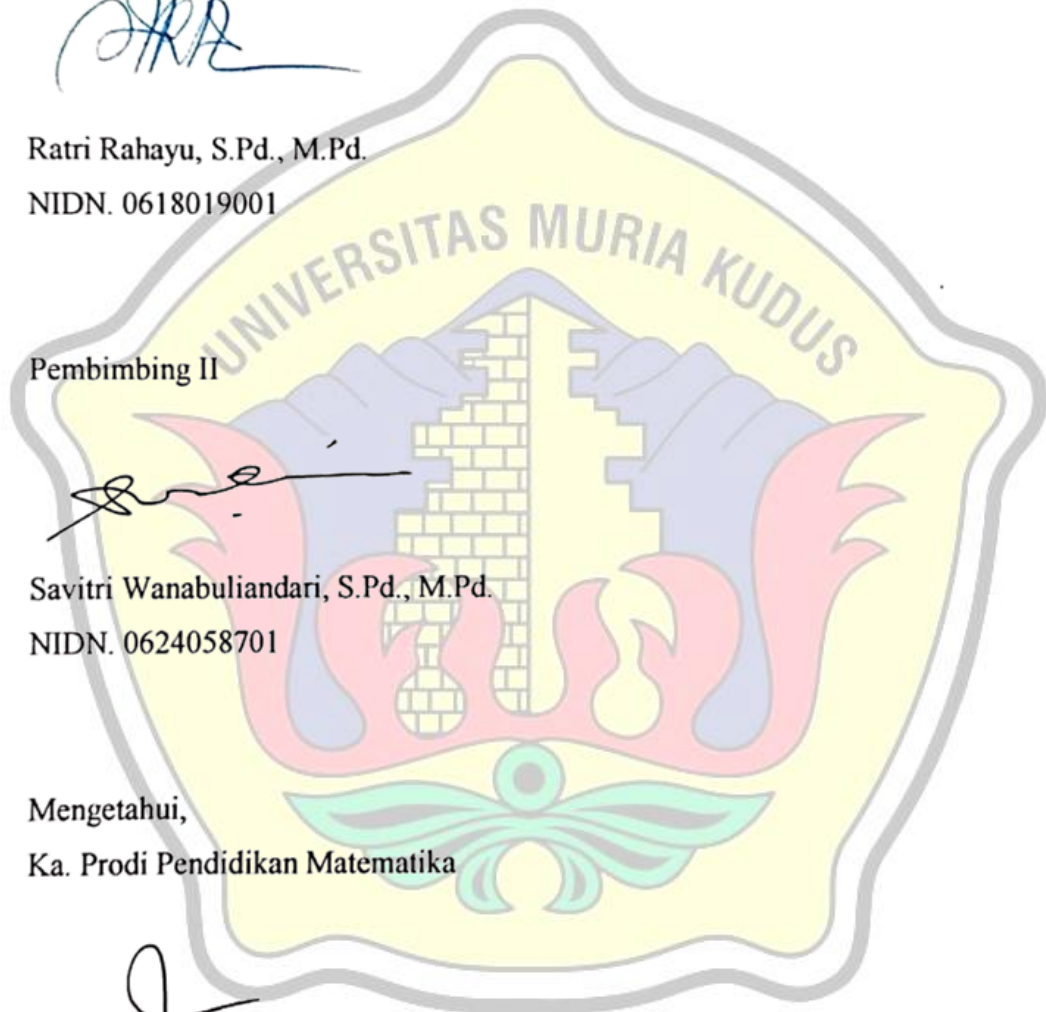 Ratri Rahayu, S.Pd., M.Pd.
NIDN. 0618019001
UNIVERSITAS MURIA KUDUS
Pembimbing II
Savitri Wanabuliandari, S.Pd., M.Pd.
NIDN. 0624058701
Mengetahui,
Ka. Prodi Pendidikan Matematika